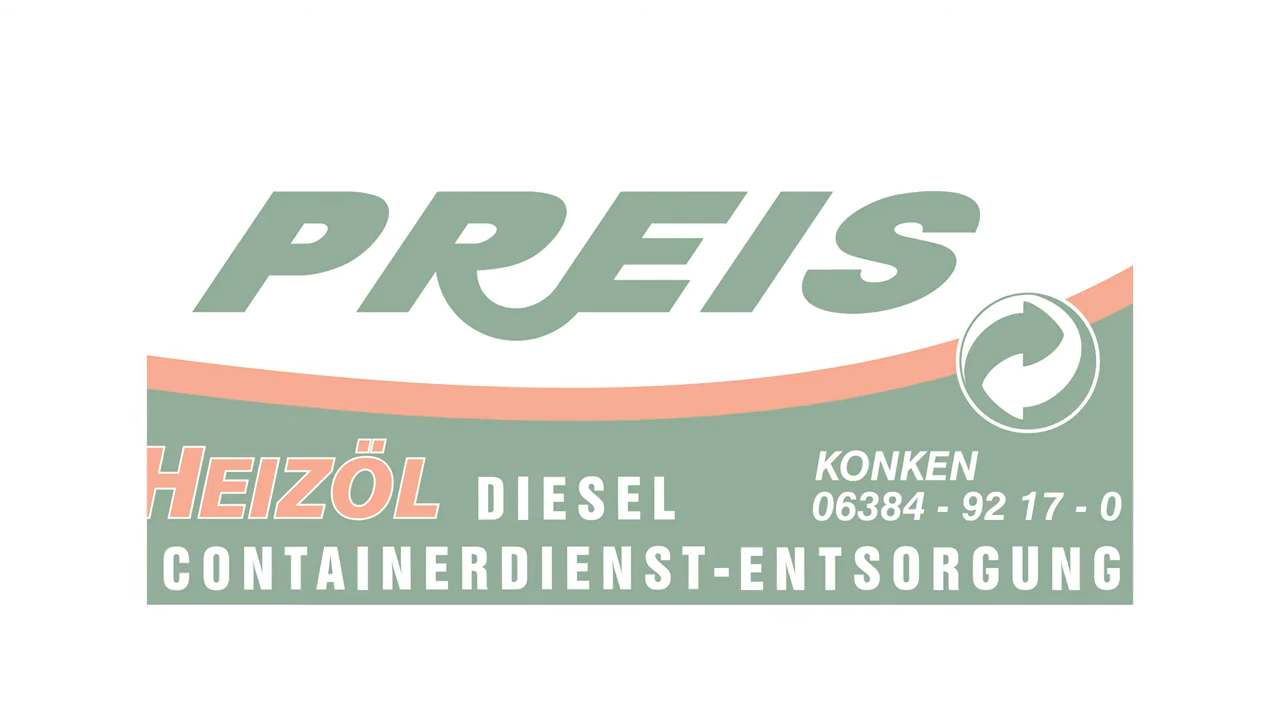 PREIS
HEIZÖL DIESEL
KONKEN
06384 - 92 17 - 0
CONTAINERDIENST-ENTSORGUNG